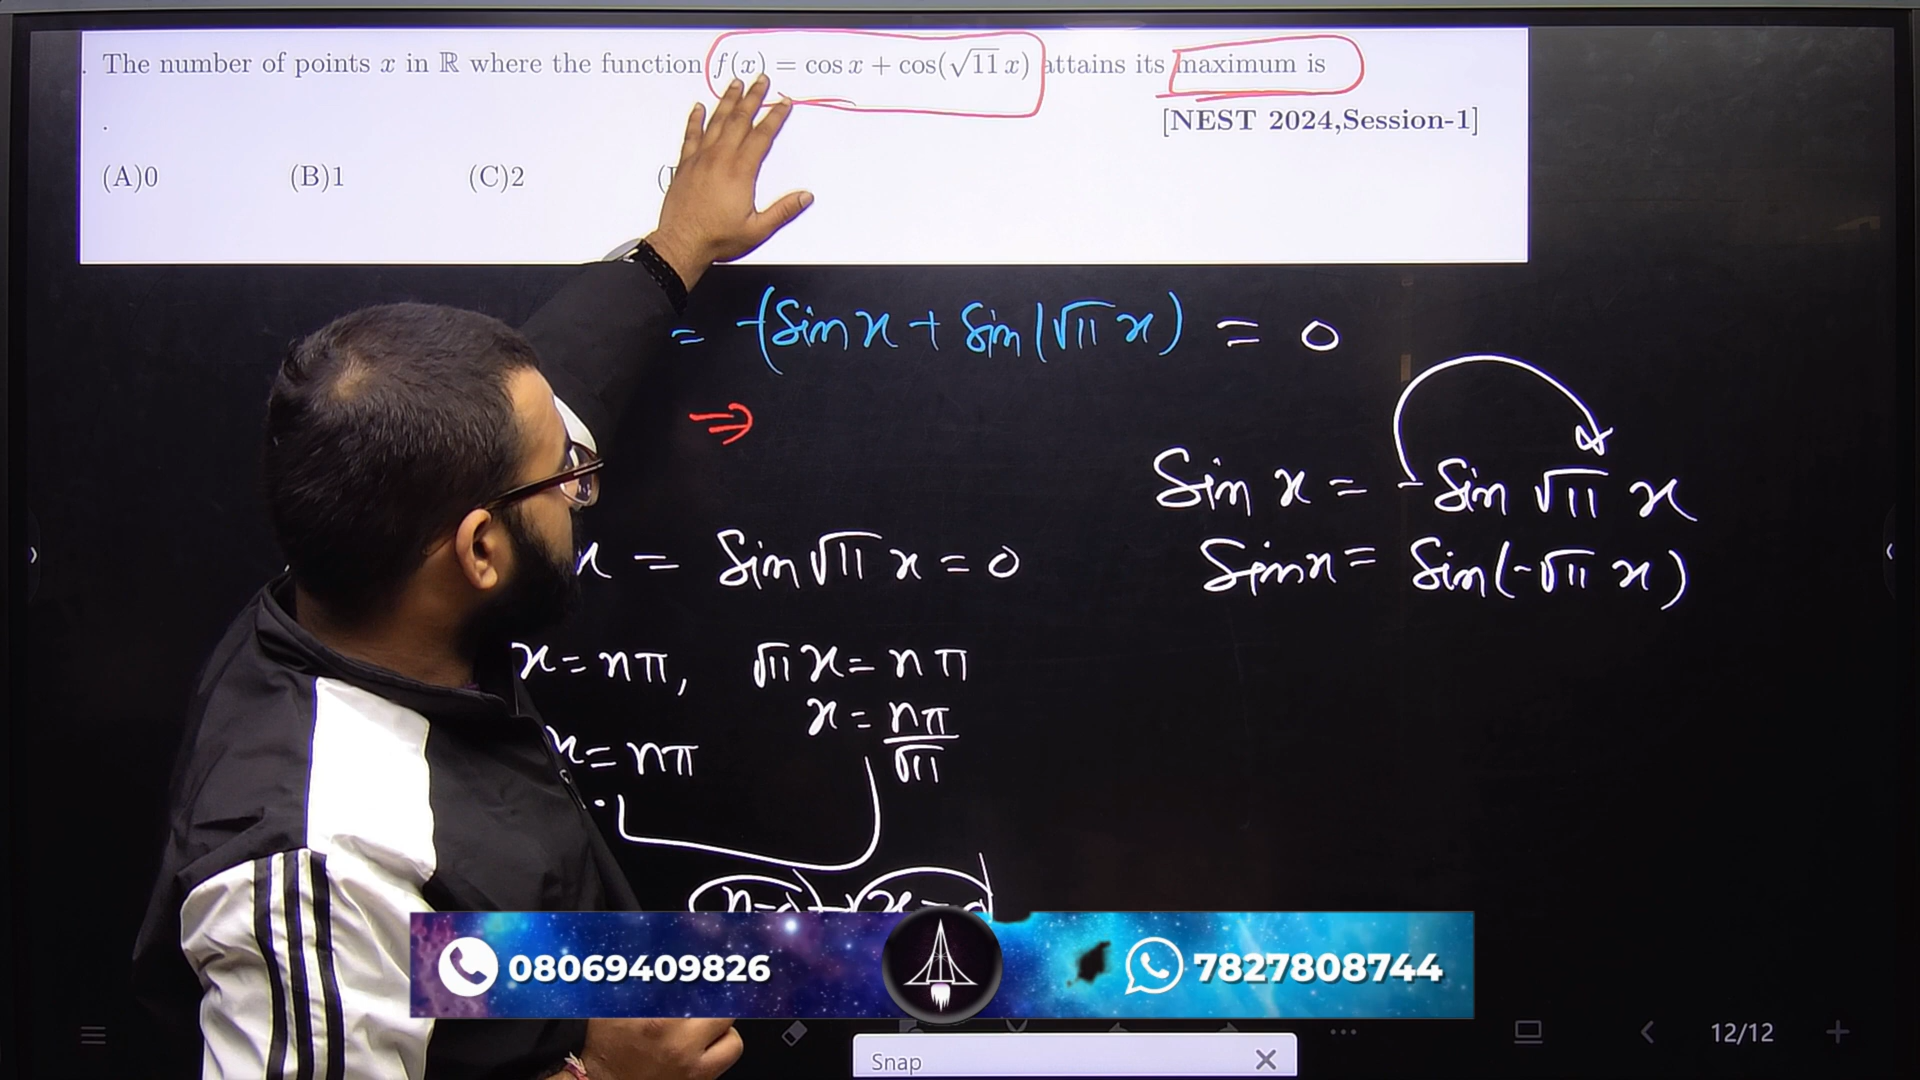 . The number of points x in ℝ where the function f(x) = cos x + cos(√11 x) attains its maximum is
.
[NEST 2024,Session-1]
(A)0 (B)1 (C)2
= -(Sin x + Sin(√11 x) = 0
⇒
Sin x = - Sin √11 x
x = Sin √11 x = 0
Sin x = Sin(-√11 x)
x = nπ, √11 x = nπ
x = nπ/√11
x = nπ
08069409826
7827808744
12/12
Snap